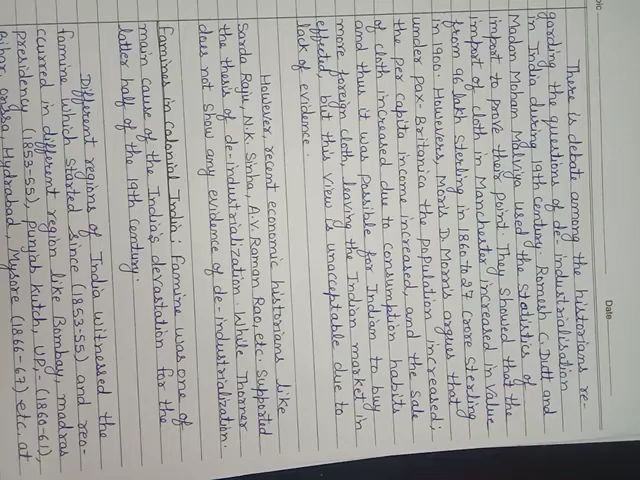 Date
There is debate among the historians re-
garding the questions of de-industrialisation
in India during 19th century. Romesh C. Dutt and
Madan Moham Malviya used the Statistics of
import to prove their point. They Showed that the
import of cloth in Manchester increased in Value
from 96 lakh sterling in 1860 to 27 Crore Sterling
in 1900. However, Morris D. Morris argues that
under pax-Britonica the population increased,
the per capita income increased, and the Sale
of cloth increased due to consumption habits
and thus it was possible for Indian to buy
more foreign cloth, leaving the Indian market in
effected, but this view is unacceptable due to
lack of evidence.
However, recent economic historians like
Sarda Raju, N.K. Sinha, A.V. Raman Rao, etc. Supported
the thesis of de-industrialization. While Thorner
does not show any evidence of de-industrialization.
Famines in Colonial India: Famine was one of
main cause of the India's devastation for the
latter half of the 19th century.
Different regions of India witnessed the
famine which started Since (1853-55) and reo-
ccurred in different region like Bombay, madras
presidency (1853-55), Punjab kutch, UP,- (1860-61),
Bihar, Orissa, Hydrabad, Mysore (1866-67) etc. at